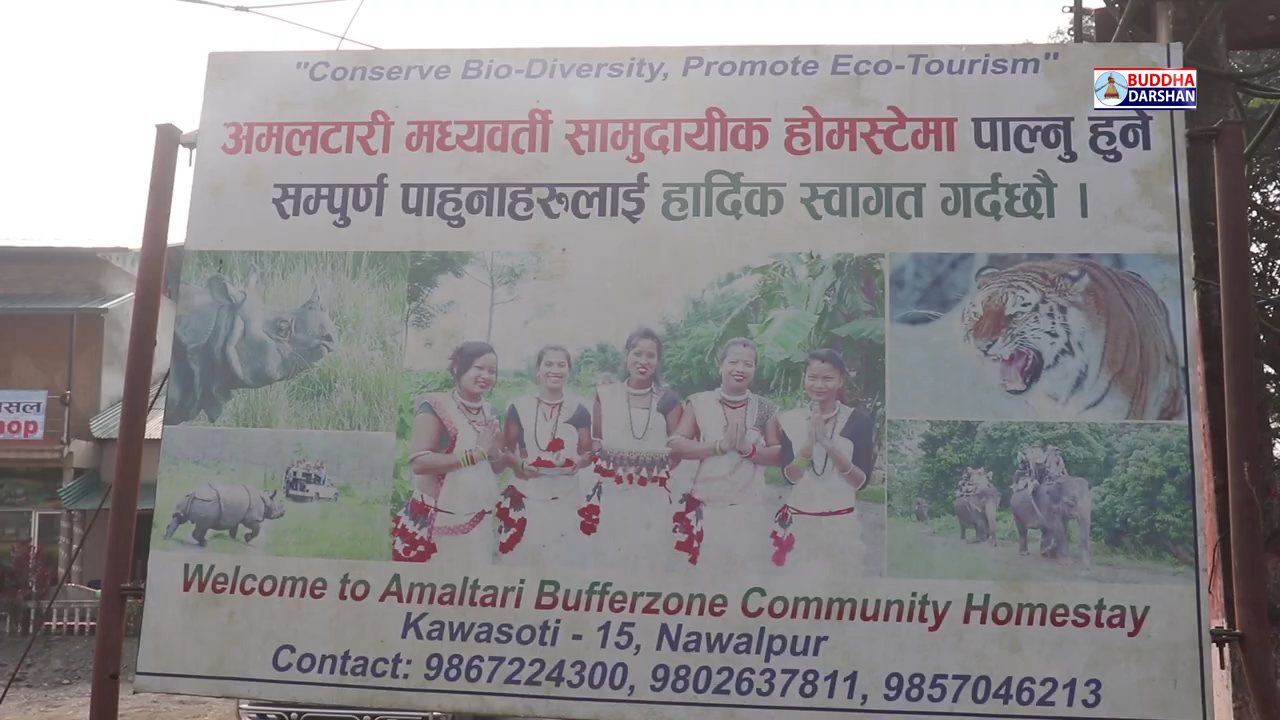 "Conserve Bio-Diversity, Promote Eco-Tourism"
BUDDHA
DARSHAN
अमलटारी मध्यवर्ती सामुदायीक होमस्टेमा पाल्नु हुने
सम्पुर्ण पाहुनाहरुलाई हार्दिक स्वागत गर्दछौ ।
Welcome to Amaltari Bufferzone Community Homestay
Kawasoti - 15, Nawalpur
Contact: 9867224300, 9802637811, 9857046213